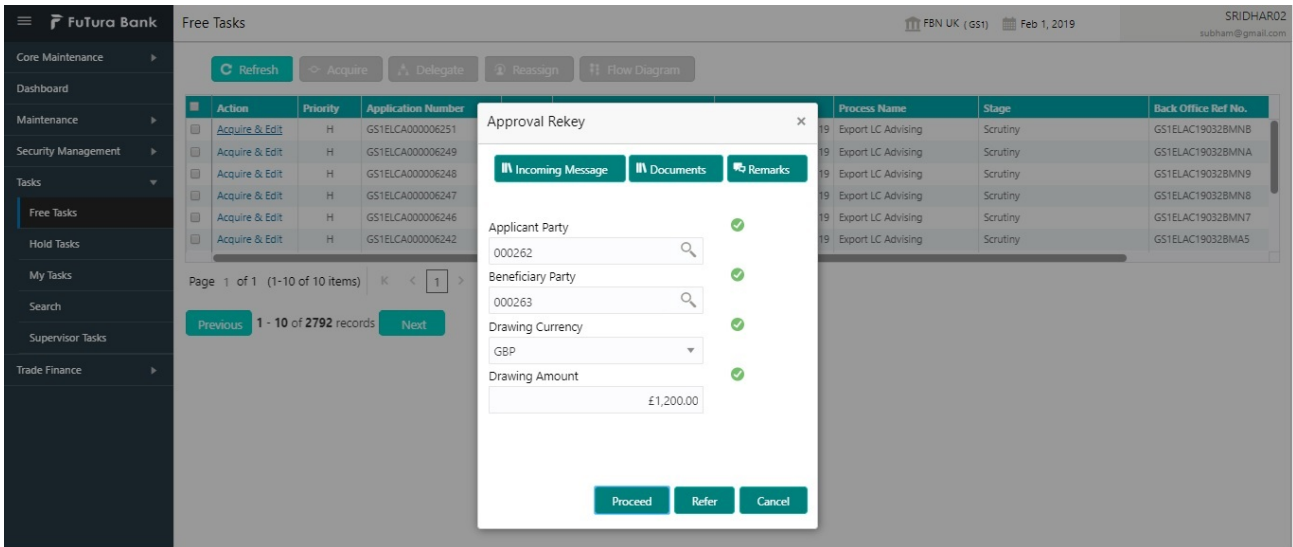 FuTura Bank
Free Tasks
FBN UK (GS1)
Feb 1, 2019
SRIDHAR02
subham@gmail.com
Core Maintenance
Dashboard
Maintenance
Security Management
Tasks
Free Tasks
Hold Tasks
My Tasks
Search
Supervisor Tasks
Trade Finance
Refresh Acquire Delegate Reassign Flow Diagram
Action Priority Application Number Process Name Stage Back Office Ref No.
Acquire & Edit H GS1ELCA000006251 19 Export LC Advising Scrutiny GS1ELAC19032BMNB
Acquire & Edit H GS1ELCA000006249 19 Export LC Advising Scrutiny GS1ELAC19032BMNA
Acquire & Edit H GS1ELCA000006248 19 Export LC Advising Scrutiny GS1ELAC19032BMN9
Acquire & Edit H GS1ELCA000006247 19 Export LC Advising Scrutiny GS1ELAC19032BMN8
Acquire & Edit H GS1ELCA000006246 19 Export LC Advising Scrutiny GS1ELAC19032BMN7
Acquire & Edit H GS1ELCA000006242 19 Export LC Advising Scrutiny GS1ELAC19032BMA5
Page 1 of 1 (1-10 of 10 items) K < 1 >
Previous 1 - 10 of 2792 records Next
Approval Rekey ×
Incoming Message Documents Remarks
Applicant Party
000262
Beneficiary Party
000263
Drawing Currency
GBP
Drawing Amount
£1,200.00
Proceed Refer Cancel